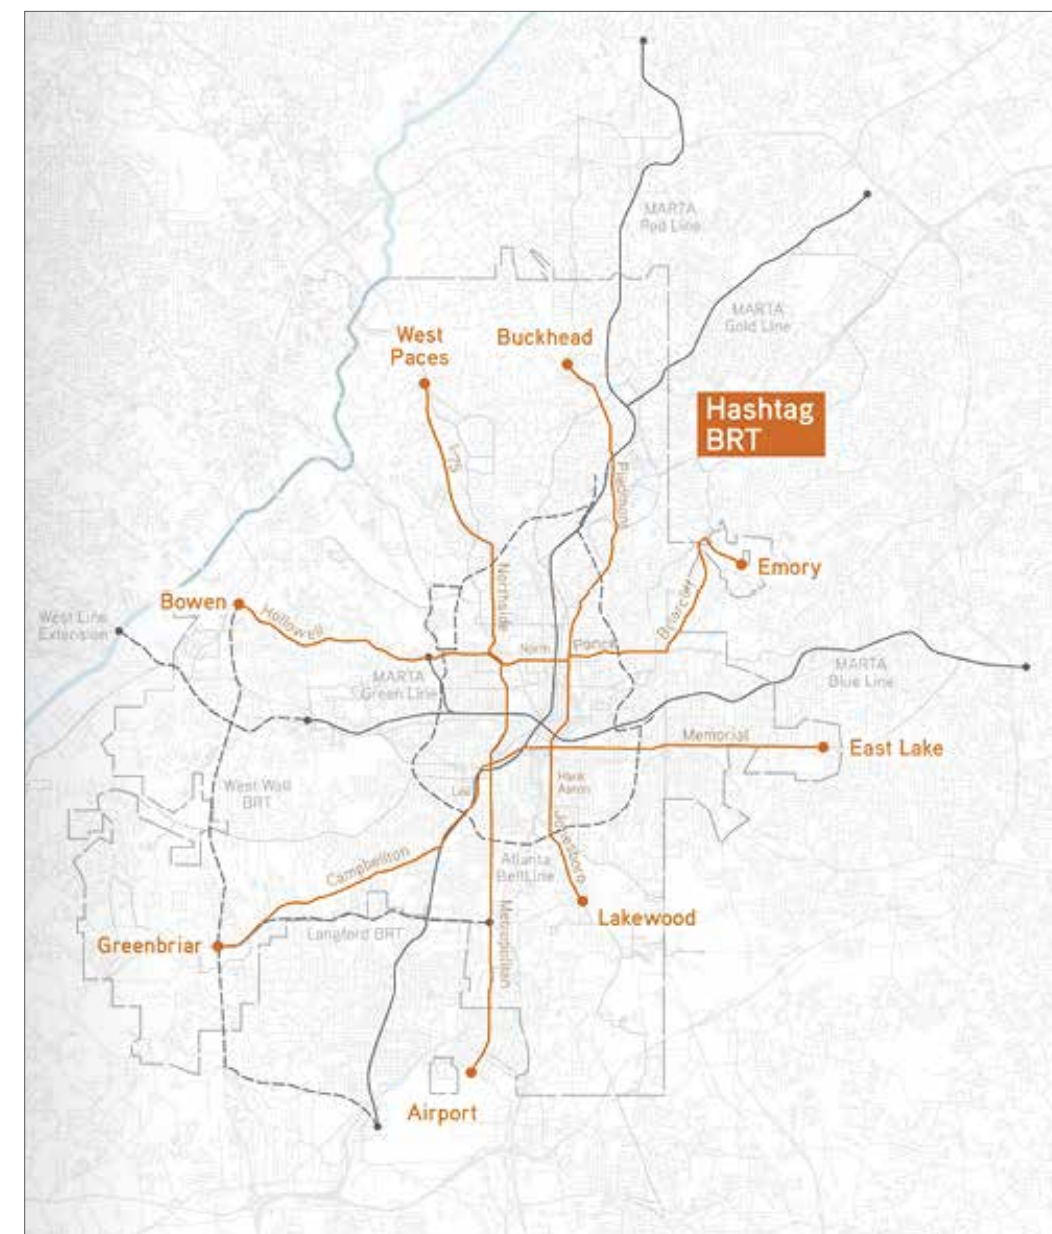 MARTA
Red Line
MARTA
Gold Line
West
Paces
Buckhead
Hashtag
BRT
I-75
Piedmont
Northside
Emory
Bowen
Hollowell
Briarcliff
West Line
Extension
North
Ponce
MARTA
Green Line
MARTA
Blue Line
Memorial
East Lake
West Wall
BRT
Lee
Hank
Aaron
Jonesboro
Campbellton
Atlanta
BeltLine
Metropolitan
Lakewood
Langford BRT
Greenbriar
Airport